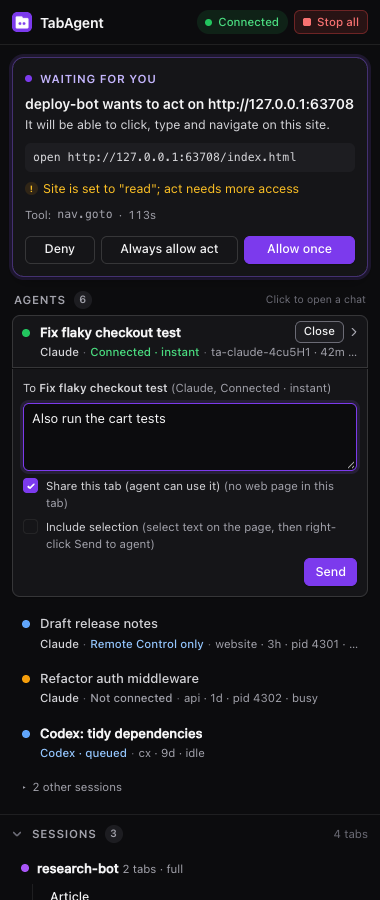 TabAgent
Connected
Stop all
WAITING FOR YOU
deploy-bot wants to act on http://127.0.0.1:63708
It will be able to click, type and navigate on this site.
open http://127.0.0.1:63708/index.html
! Site is set to "read"; act needs more access
Tool: nav.goto · 113s
Deny
Always allow act
Allow once
AGENTS 6
Click to open a chat
Fix flaky checkout test
Close
Claude · Connected · instant · ta-claude-4cu5H1 · 42m ...
To Fix flaky checkout test (Claude, Connected · instant)
Also run the cart tests
Share this tab (agent can use it) (no web page in this
tab)
Include selection (select text on the page, then right-
click Send to agent)
Send
Draft release notes
Claude · Remote Control only · website · 3h · pid 4301 · ...
Refactor auth middleware
Claude · Not connected · api · 1d · pid 4302 · busy
Codex: tidy dependencies
Codex · queued · cx · 9d · idle
2 other sessions
SESSIONS 3
4 tabs
research-bot 2 tabs · full
Article